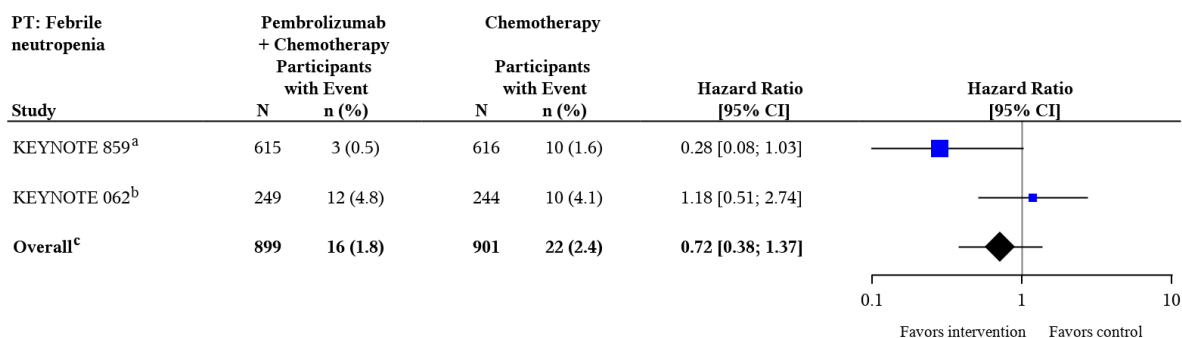 PT: Febrile neutropenia Pembrolizumab + Chemotherapy Chemotherapy
Participants with Event Participants with Event Hazard Ratio Hazard Ratio
Study N n (%) N n (%) [95% CI] [95% CI]
KEYNOTE 859a 615 3 (0.5) 616 10 (1.6) 0.28 [0.08; 1.03]
KEYNOTE 062b 249 12 (4.8) 244 10 (4.1) 1.18 [0.51; 2.74]
Overallc 899 16 (1.8) 901 22 (2.4) 0.72 [0.38; 1.37]
0.1 1 10
Favors intervention Favors control